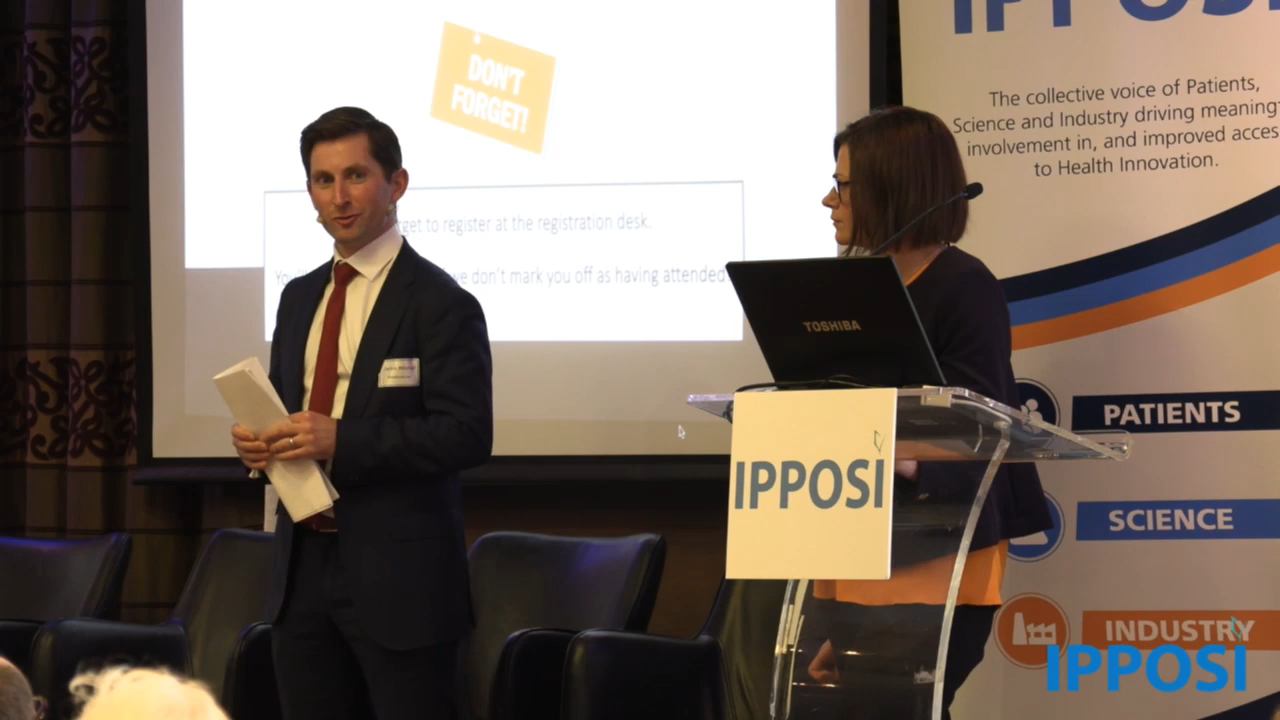 DON'T
FORGET!
get to register at the registration desk.
we don't mark you off as having attended
TOSHIBA
IPPOSI
The collective voice of Patients,
Science and Industry driving meaning
involvement in, and improved acces
to Health Innovation.
PATIENTS
SCIENCE
INDUSTRY
IPPOSI